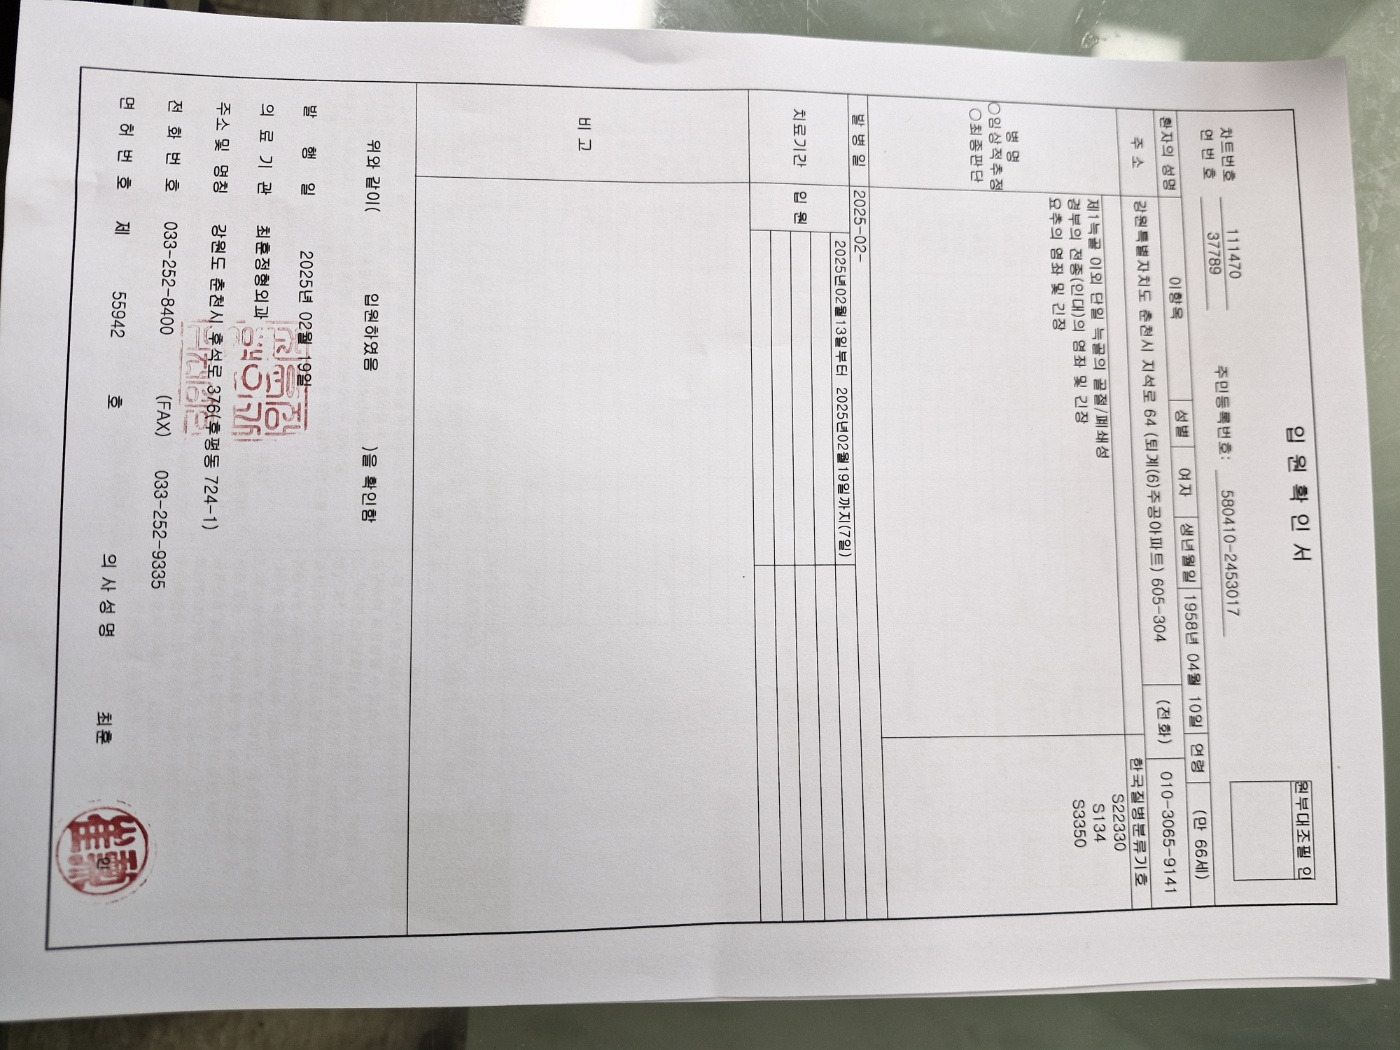 입 원 확 인 서
원부대조필 인
차트번호 111470
연번호 37789 주민등록번호: 580410-2453017
환자의 성명 이항목 성별 여자 생년월일 1958년 04월 10일 연령 (만 66세)
주 소 강원특별자치도 춘천시 지석로 64 (퇴계(6)주공아파트) 605-304 (전화) 010-3065-9141
병 명
○임상적추정
○최종판단
한국질병분류기호
제1늑골 이외 단일 늑골의 골절/폐쇄성 S22330
경부의 전종(인대)의 염좌 및 긴장 S134
요추의 염좌 및 긴장 S3350
발 병 일 2025-02-
치료기간 입 원 2025년02월13일부터 2025년02월19일까지(7일)
비 고
위와 같이( 입원하였음 )을 확인함
발 행 일 2025년 02월 19일
의 료 기 관 최훈정형외과
주소 및 명칭 강원도 춘천시 후석로 376(후평동 724-1)
전 화 번 호 033-252-8400 (FAX) 033-252-9335
면 허 번 호 제 55942 호 의 사 성 명 최훈 인